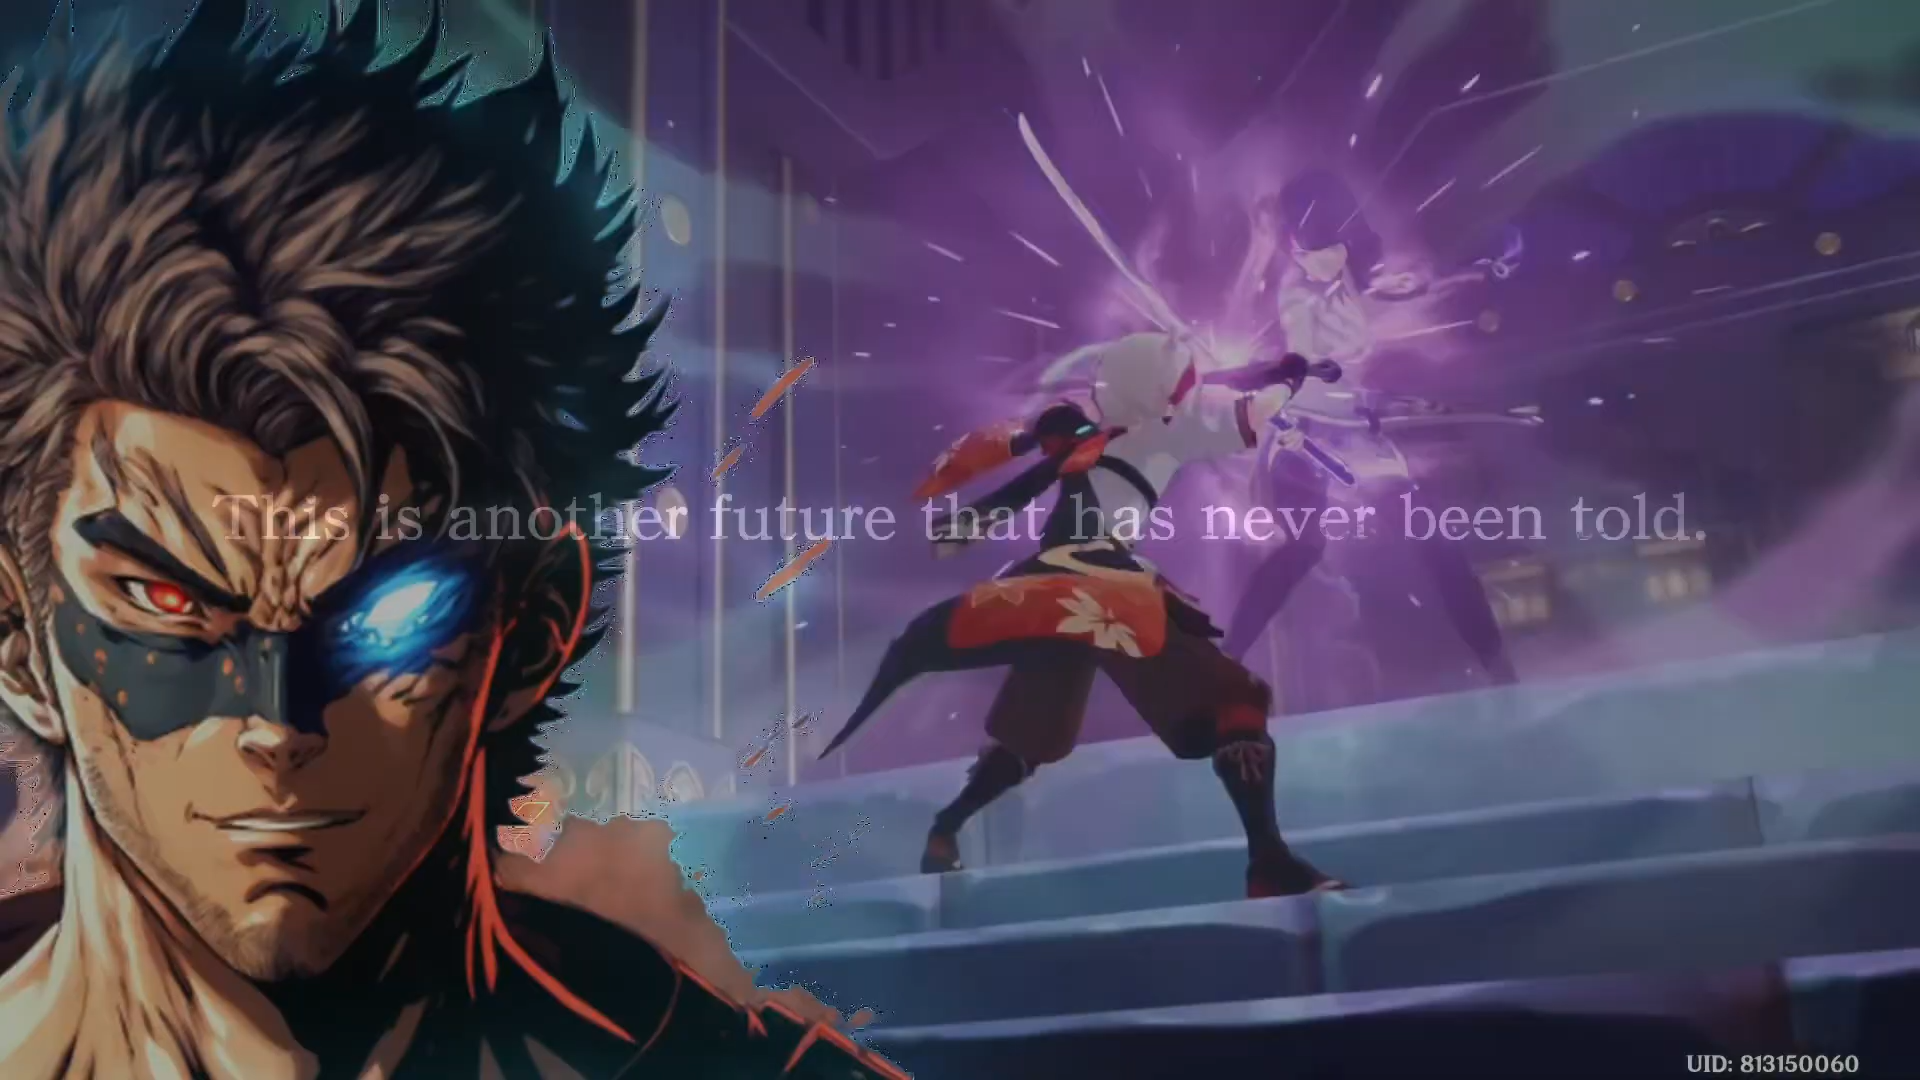 This is another future that has never been told.
UID: 813150060